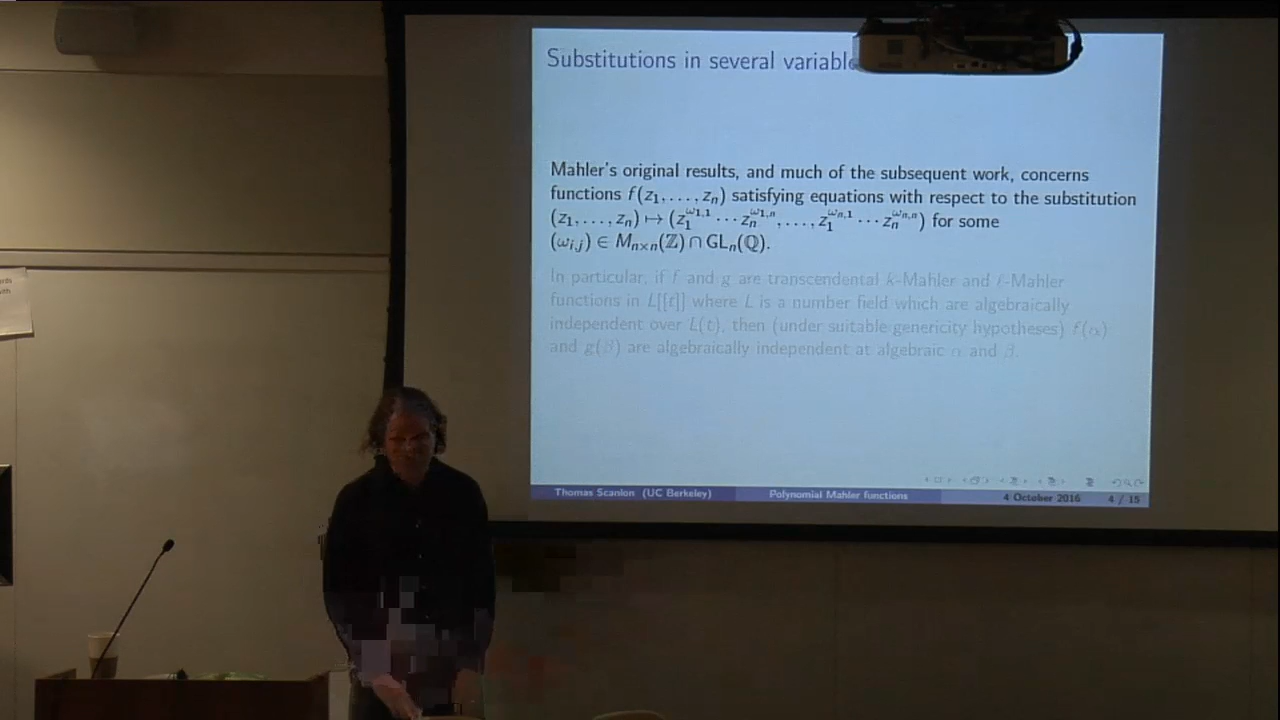 Substitutions in several variabl
Mahler's original results, and much of the subsequent work, concerns
functions f(z₁, . . . , zₙ) satisfying equations with respect to the substitution
(z₁, . . . , zₙ) ↦ (z₁^{ω₁,₁} ⋯ zₙ^{ω₁,ₙ}, . . . , z₁^{ωₙ,₁} ⋯ zₙ^{ωₙ,ₙ}) for some
(ω_{i,j}) ∈ M_{n×n}(ℤ) ∩ GLₙ(ℚ).
In particular, if f and g are transcendental k-Mahler and ℓ-Mahler
functions in L[[t]] where L is a number field which are algebraically
independent over L(t), then (under suitable genericity hypotheses) f(α)
and g(β) are algebraically independent at algebraic α and β.
Thomas Scanlon (UC Berkeley) Polynomial Mahler functions 4 October 2016 4 / 15